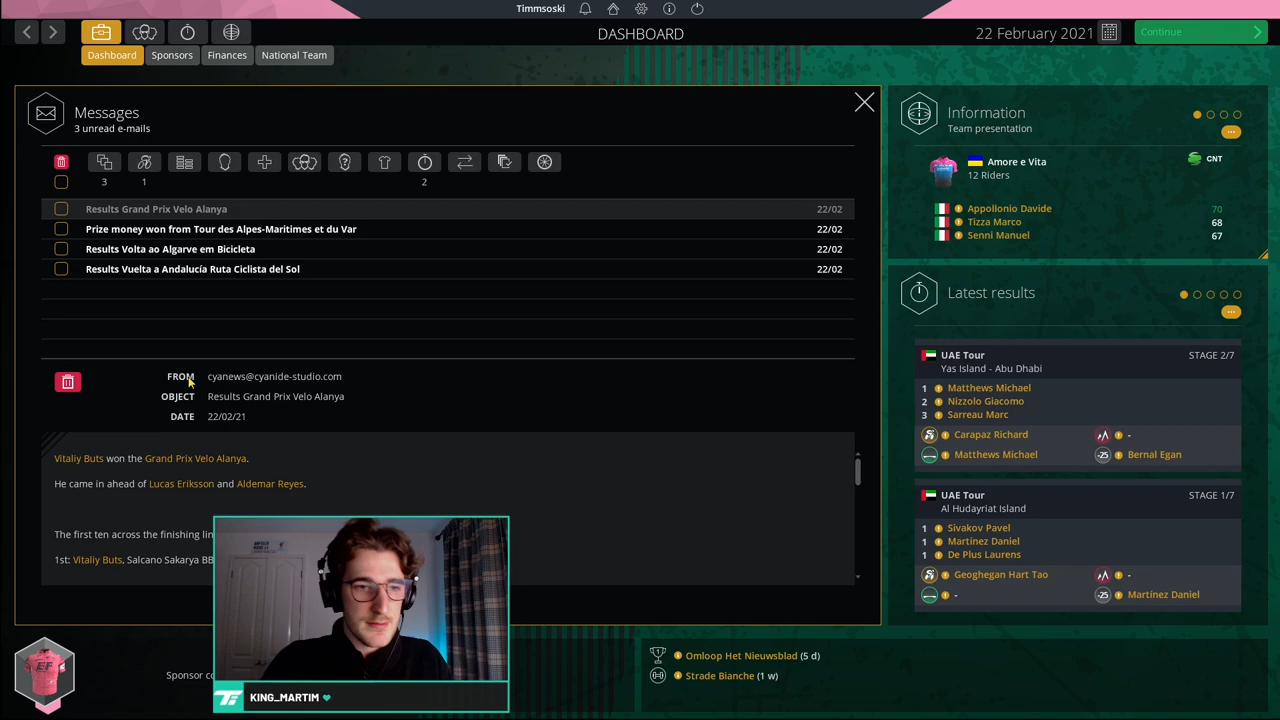 Timmsoski
DASHBOARD
22 February 2021
Continue
Dashboard
Sponsors
Finances
National Team
Messages
3 unread e-mails
3
1
2
Results Grand Prix Velo Alanya 22/02
Prize money won from Tour des Alpes-Maritimes et du Var 22/02
Results Volta ao Algarve em Bicicleta 22/02
Results Vuelta a Andalucía Ruta Ciclista del Sol 22/02
FROM cyanews@cyanide-studio.com
OBJECT Results Grand Prix Velo Alanya
DATE 22/02/21
Vitaliy Buts won the Grand Prix Velo Alanya.
He came in ahead of Lucas Eriksson and Aldemar Reyes.
The first ten across the finishing lin
1st: Vitaliy Buts, Salcano Sakarya BB
Information
Team presentation
Amore e Vita
CNT
12 Riders
Appollonio Davide 70
Tizza Marco 68
Senni Manuel 67
Latest results
UAE Tour STAGE 2/7
Yas Island - Abu Dhabi
1 Matthews Michael
2 Nizzolo Giacomo
3 Sarreau Marc
Carapaz Richard -
Matthews Michael -25 Bernal Egan
UAE Tour STAGE 1/7
Al Hudayriat Island
1 Sivakov Pavel
1 Martínez Daniel
1 De Plus Laurens
Geoghegan Hart Tao -
- -25 Martínez Daniel
EF
Sponsor co
KING_MARTIM
Omloop Het Nieuwsblad (5 d)
Strade Bianche (1 w)